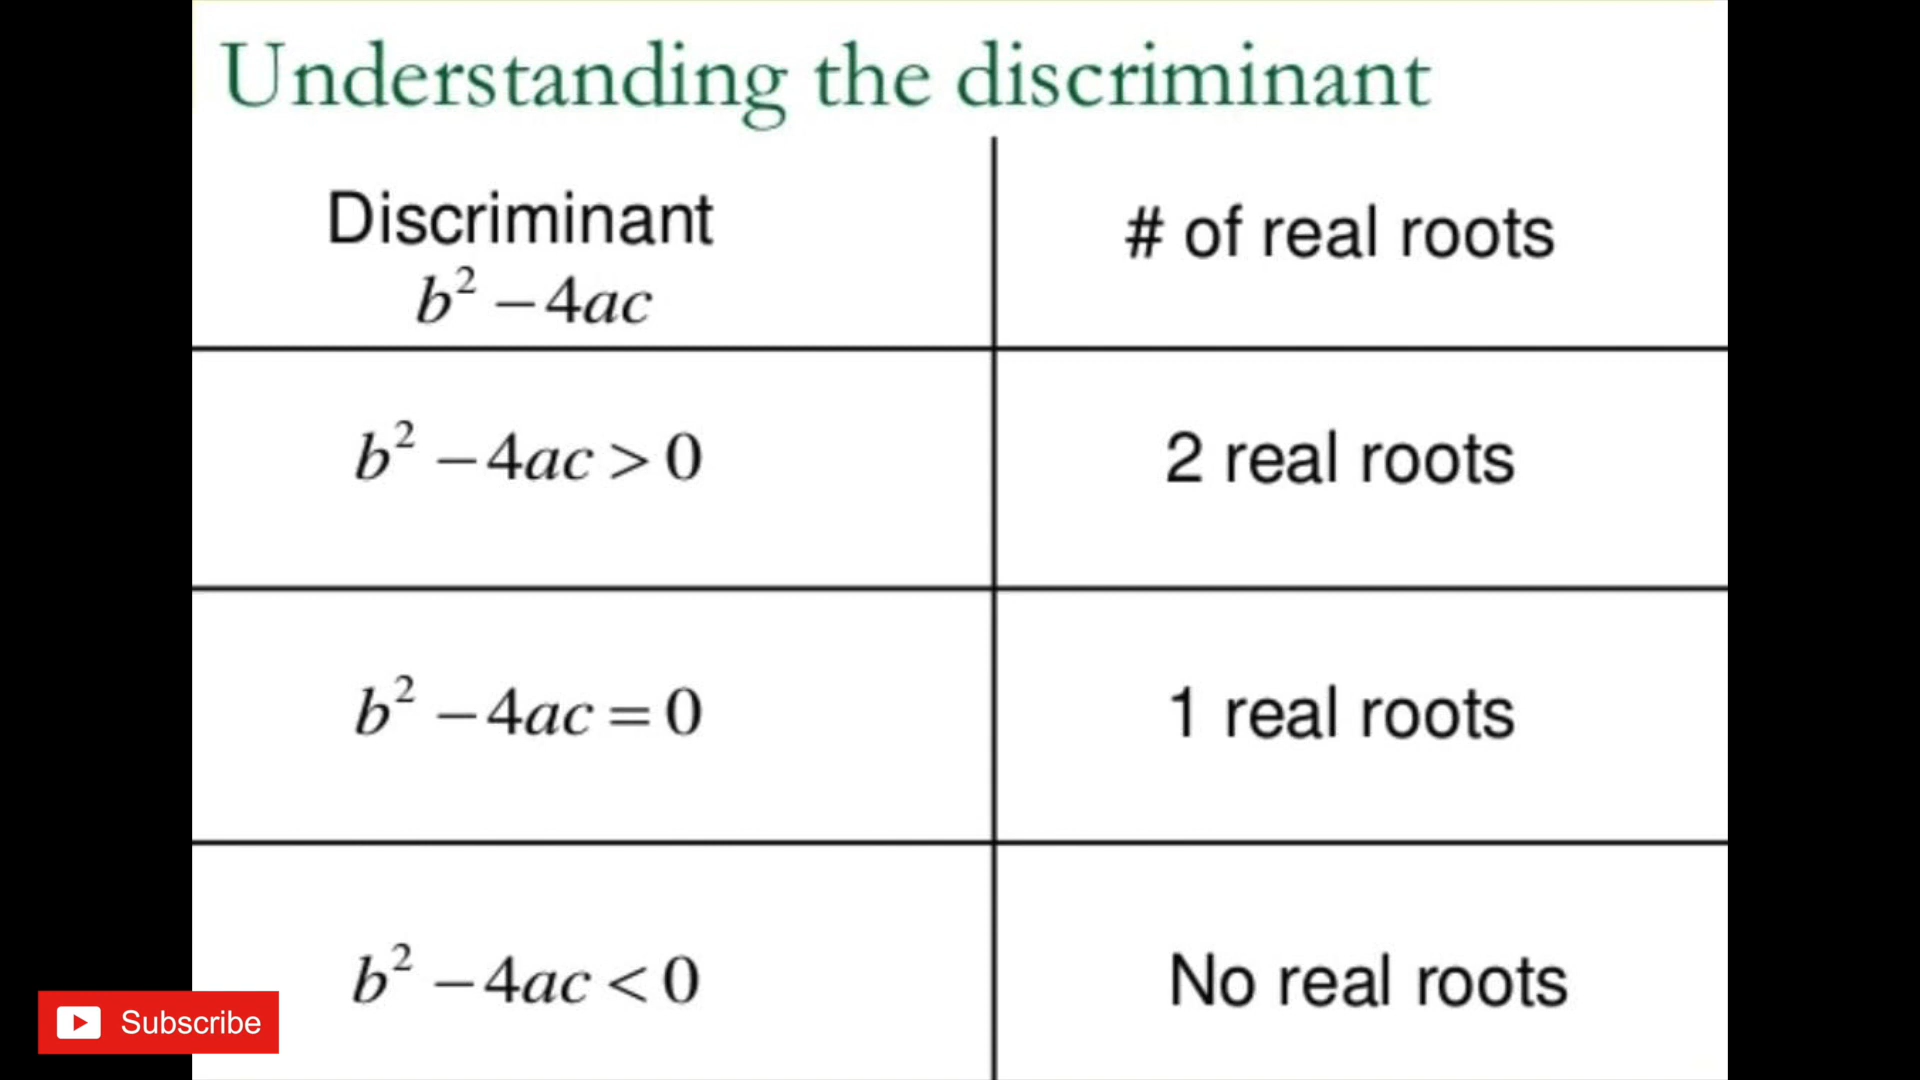 Understanding the discriminant
Discriminant
b² – 4ac
# of real roots
b² – 4ac > 0
2 real roots
b² – 4ac = 0
1 real roots
b² – 4ac < 0
No real roots
Subscribe